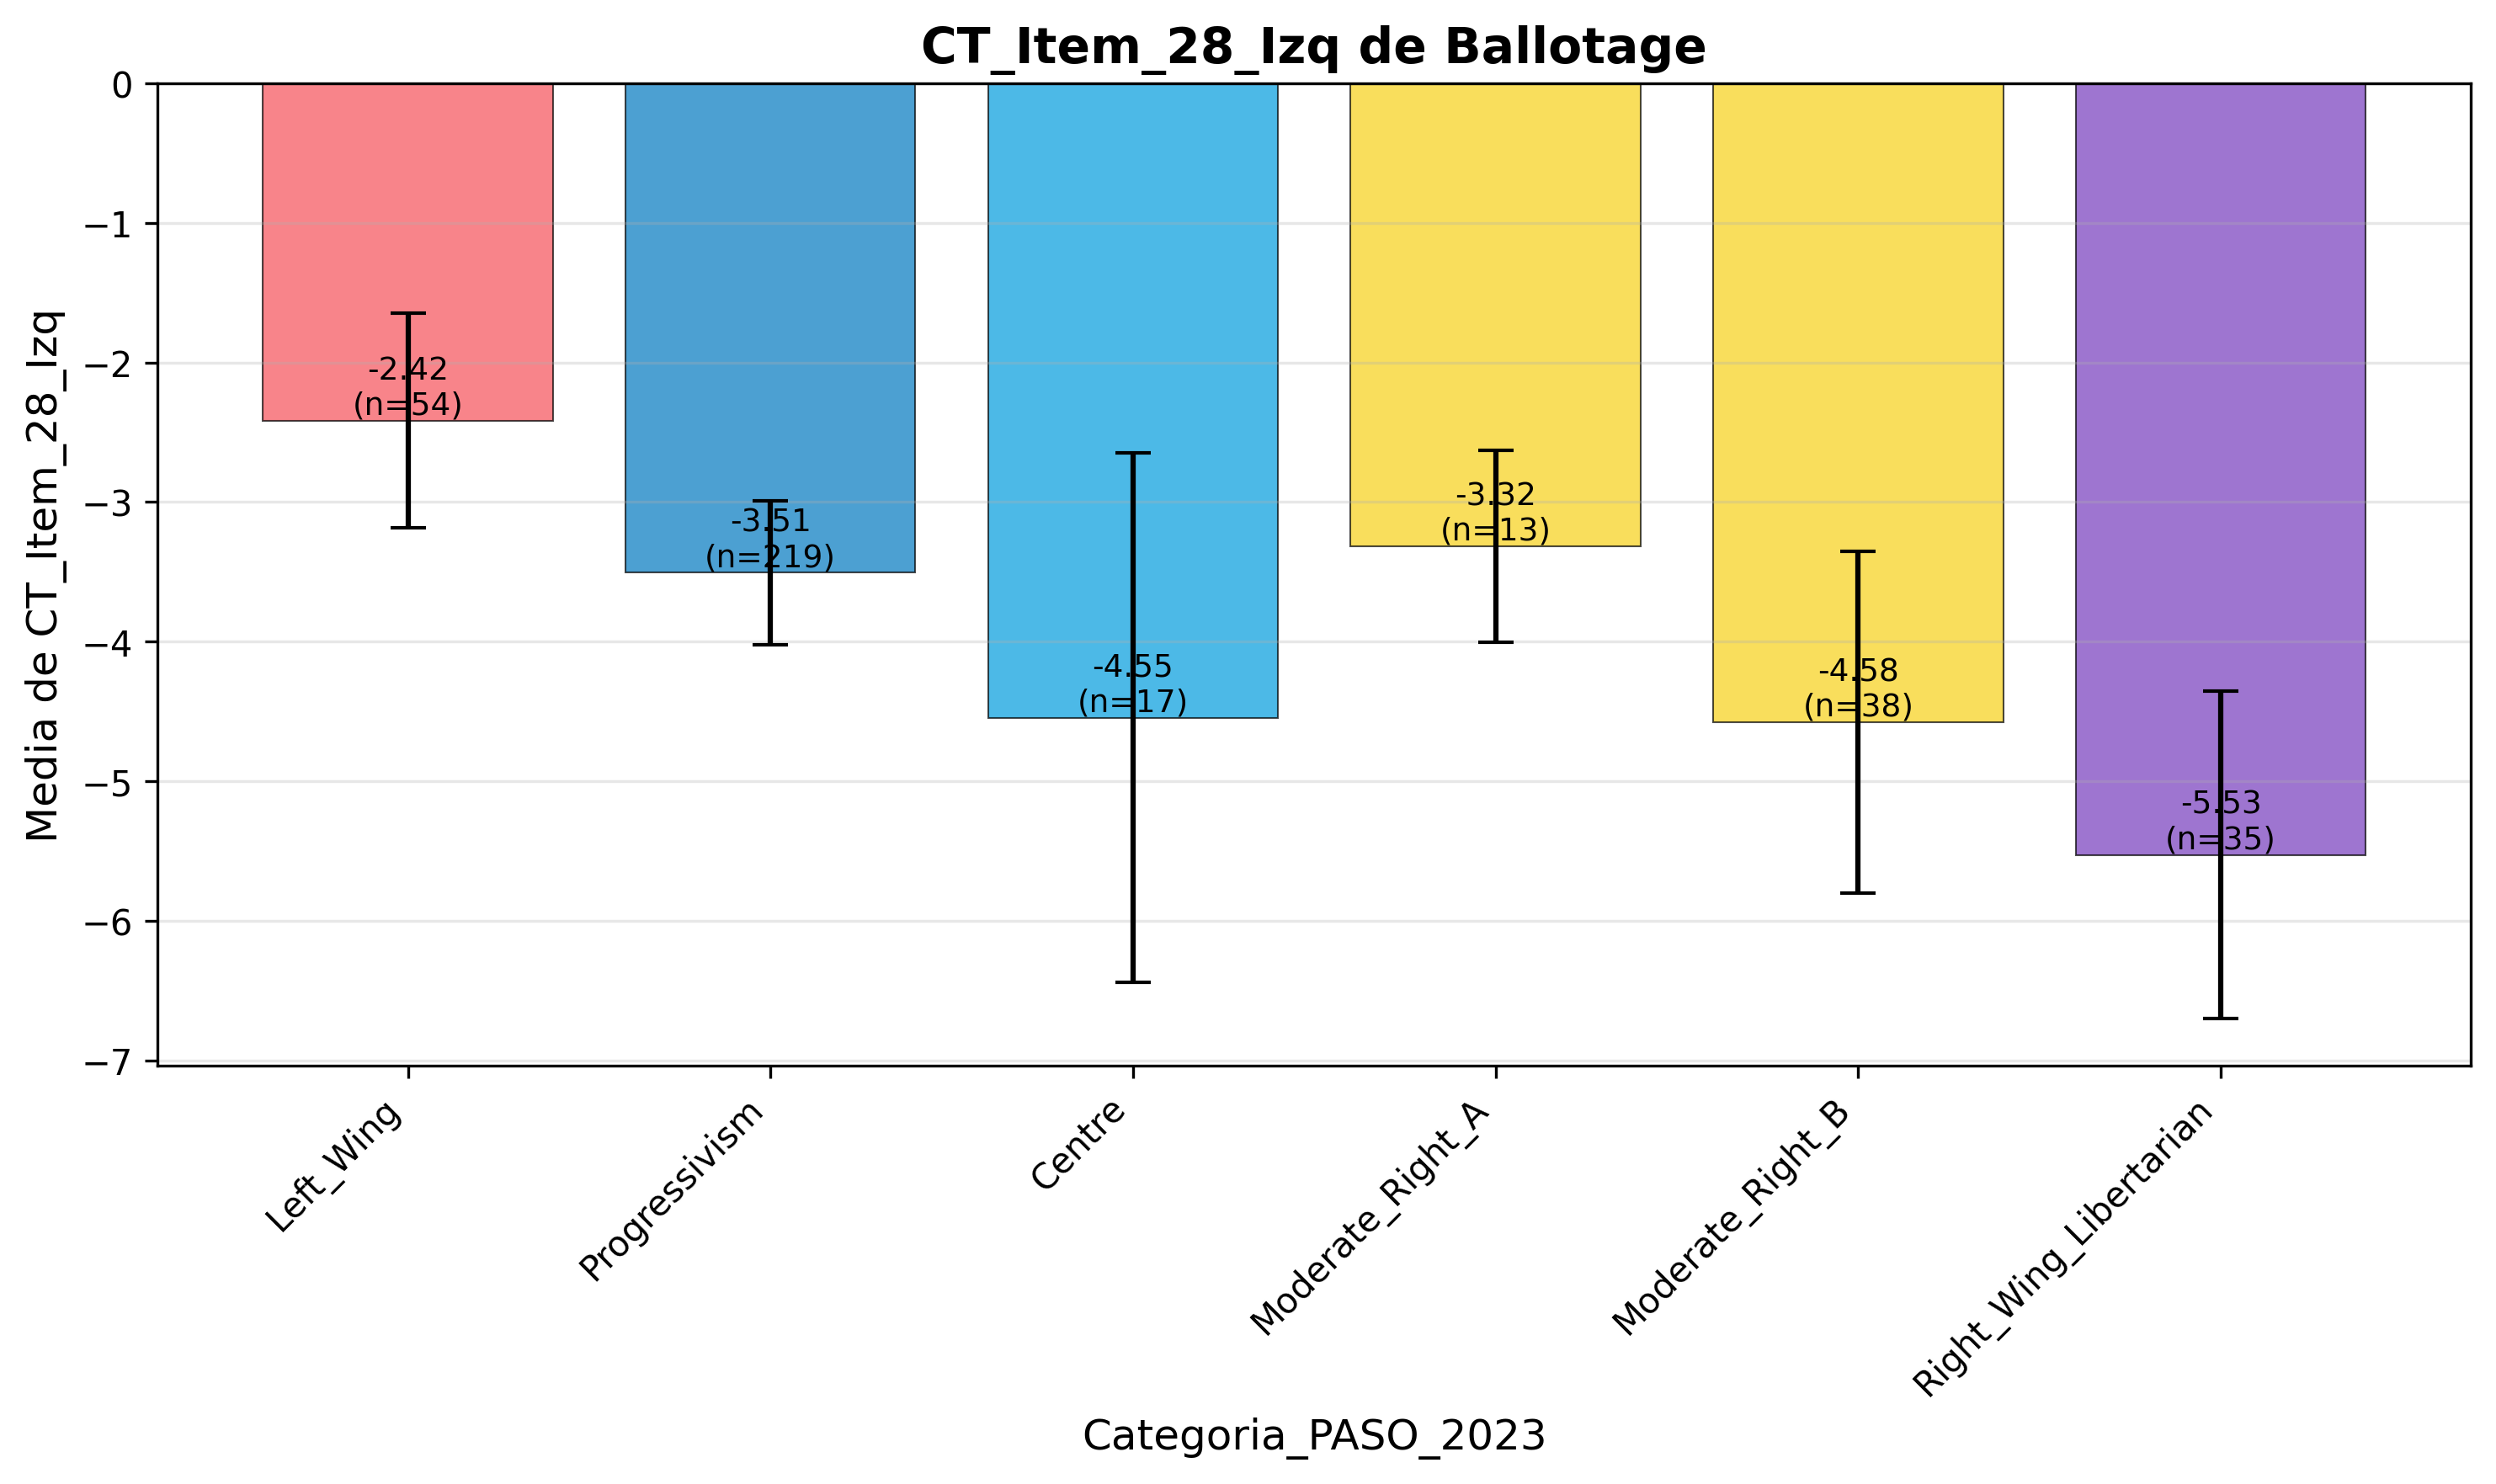 CT_Item_28_Izq de Ballotage
Media de CT_Item_28_Izq
0
−1
−2
−3
−4
−5
−6
−7
-2.42
(n=54)
-3.51
(n=219)
-4.55
(n=17)
-3.32
(n=13)
-4.58
(n=38)
-5.53
(n=35)
Left_Wing
Progressivism
Centre
Moderate_Right_A
Moderate_Right_B
Right_Wing_Libertarian
Categoria_PASO_2023